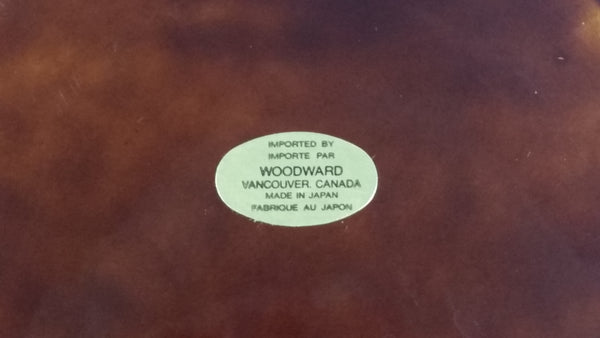 IMPORTED BY
IMPORTE PAR
WOODWARD
VANCOUVER, CANADA
MADE IN JAPAN
FABRIQUE AU JAPON